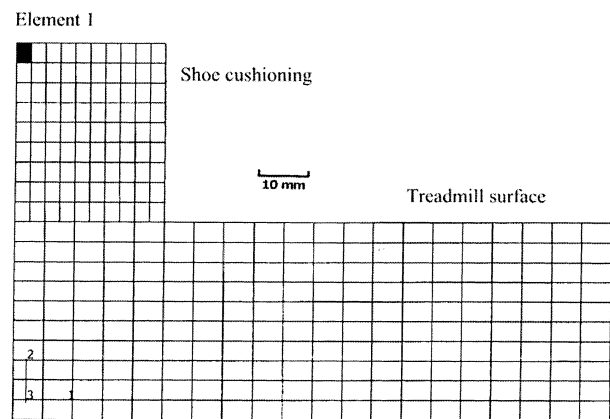 Element 1
Shoe cushioning
10 mm
Treadmill surface
2
3 1